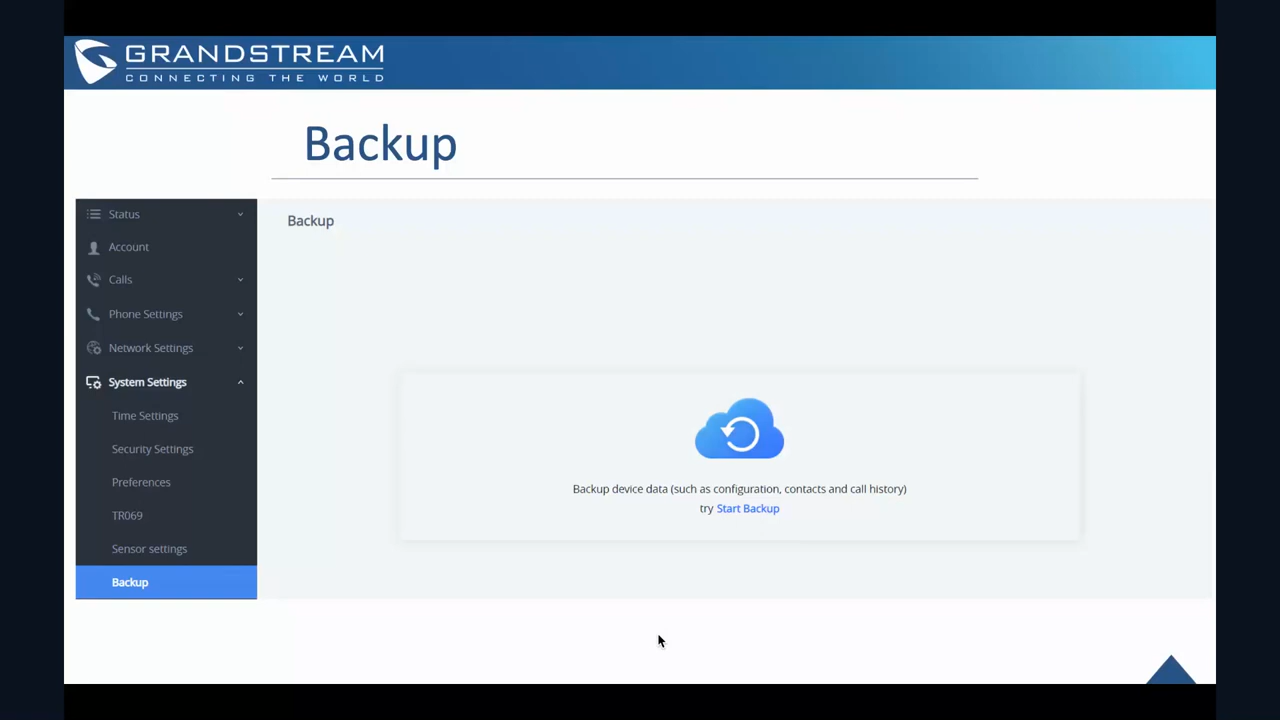 GRANDSTREAM
CONNECTING THE WORLD
Backup
Status
Account
Calls
Phone Settings
Network Settings
System Settings
Time Settings
Security Settings
Preferences
TR069
Sensor settings
Backup
Backup
Backup device data (such as configuration, contacts and call history)
try Start Backup